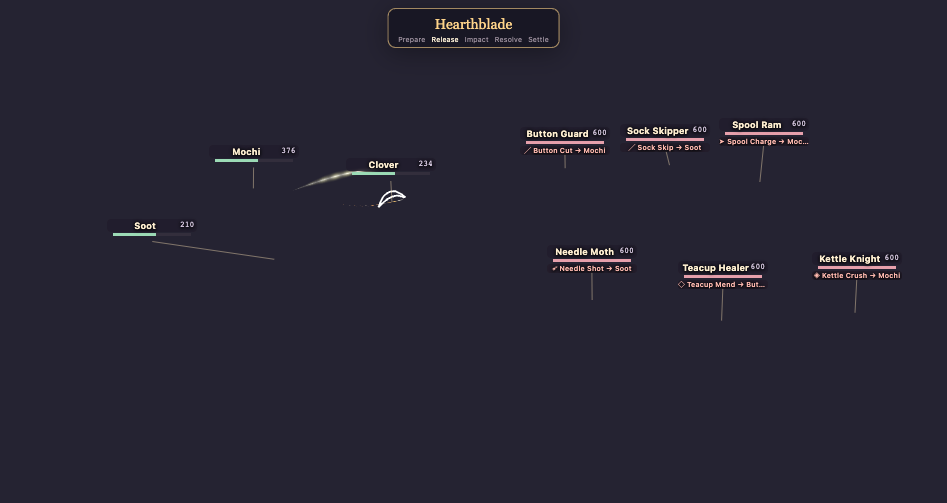 Hearthblade
Prepare Release Impact Resolve Settle
Mochi 376
Clover 234
Soot 210
Button Guard 600
Button Cut → Mochi
Sock Skipper 600
Sock Skip → Soot
Spool Ram 600
Spool Charge → Moc...
Needle Moth 600
Needle Shot → Soot
Teacup Healer 600
Teacup Mend → But...
Kettle Knight 600
Kettle Crush → Mochi